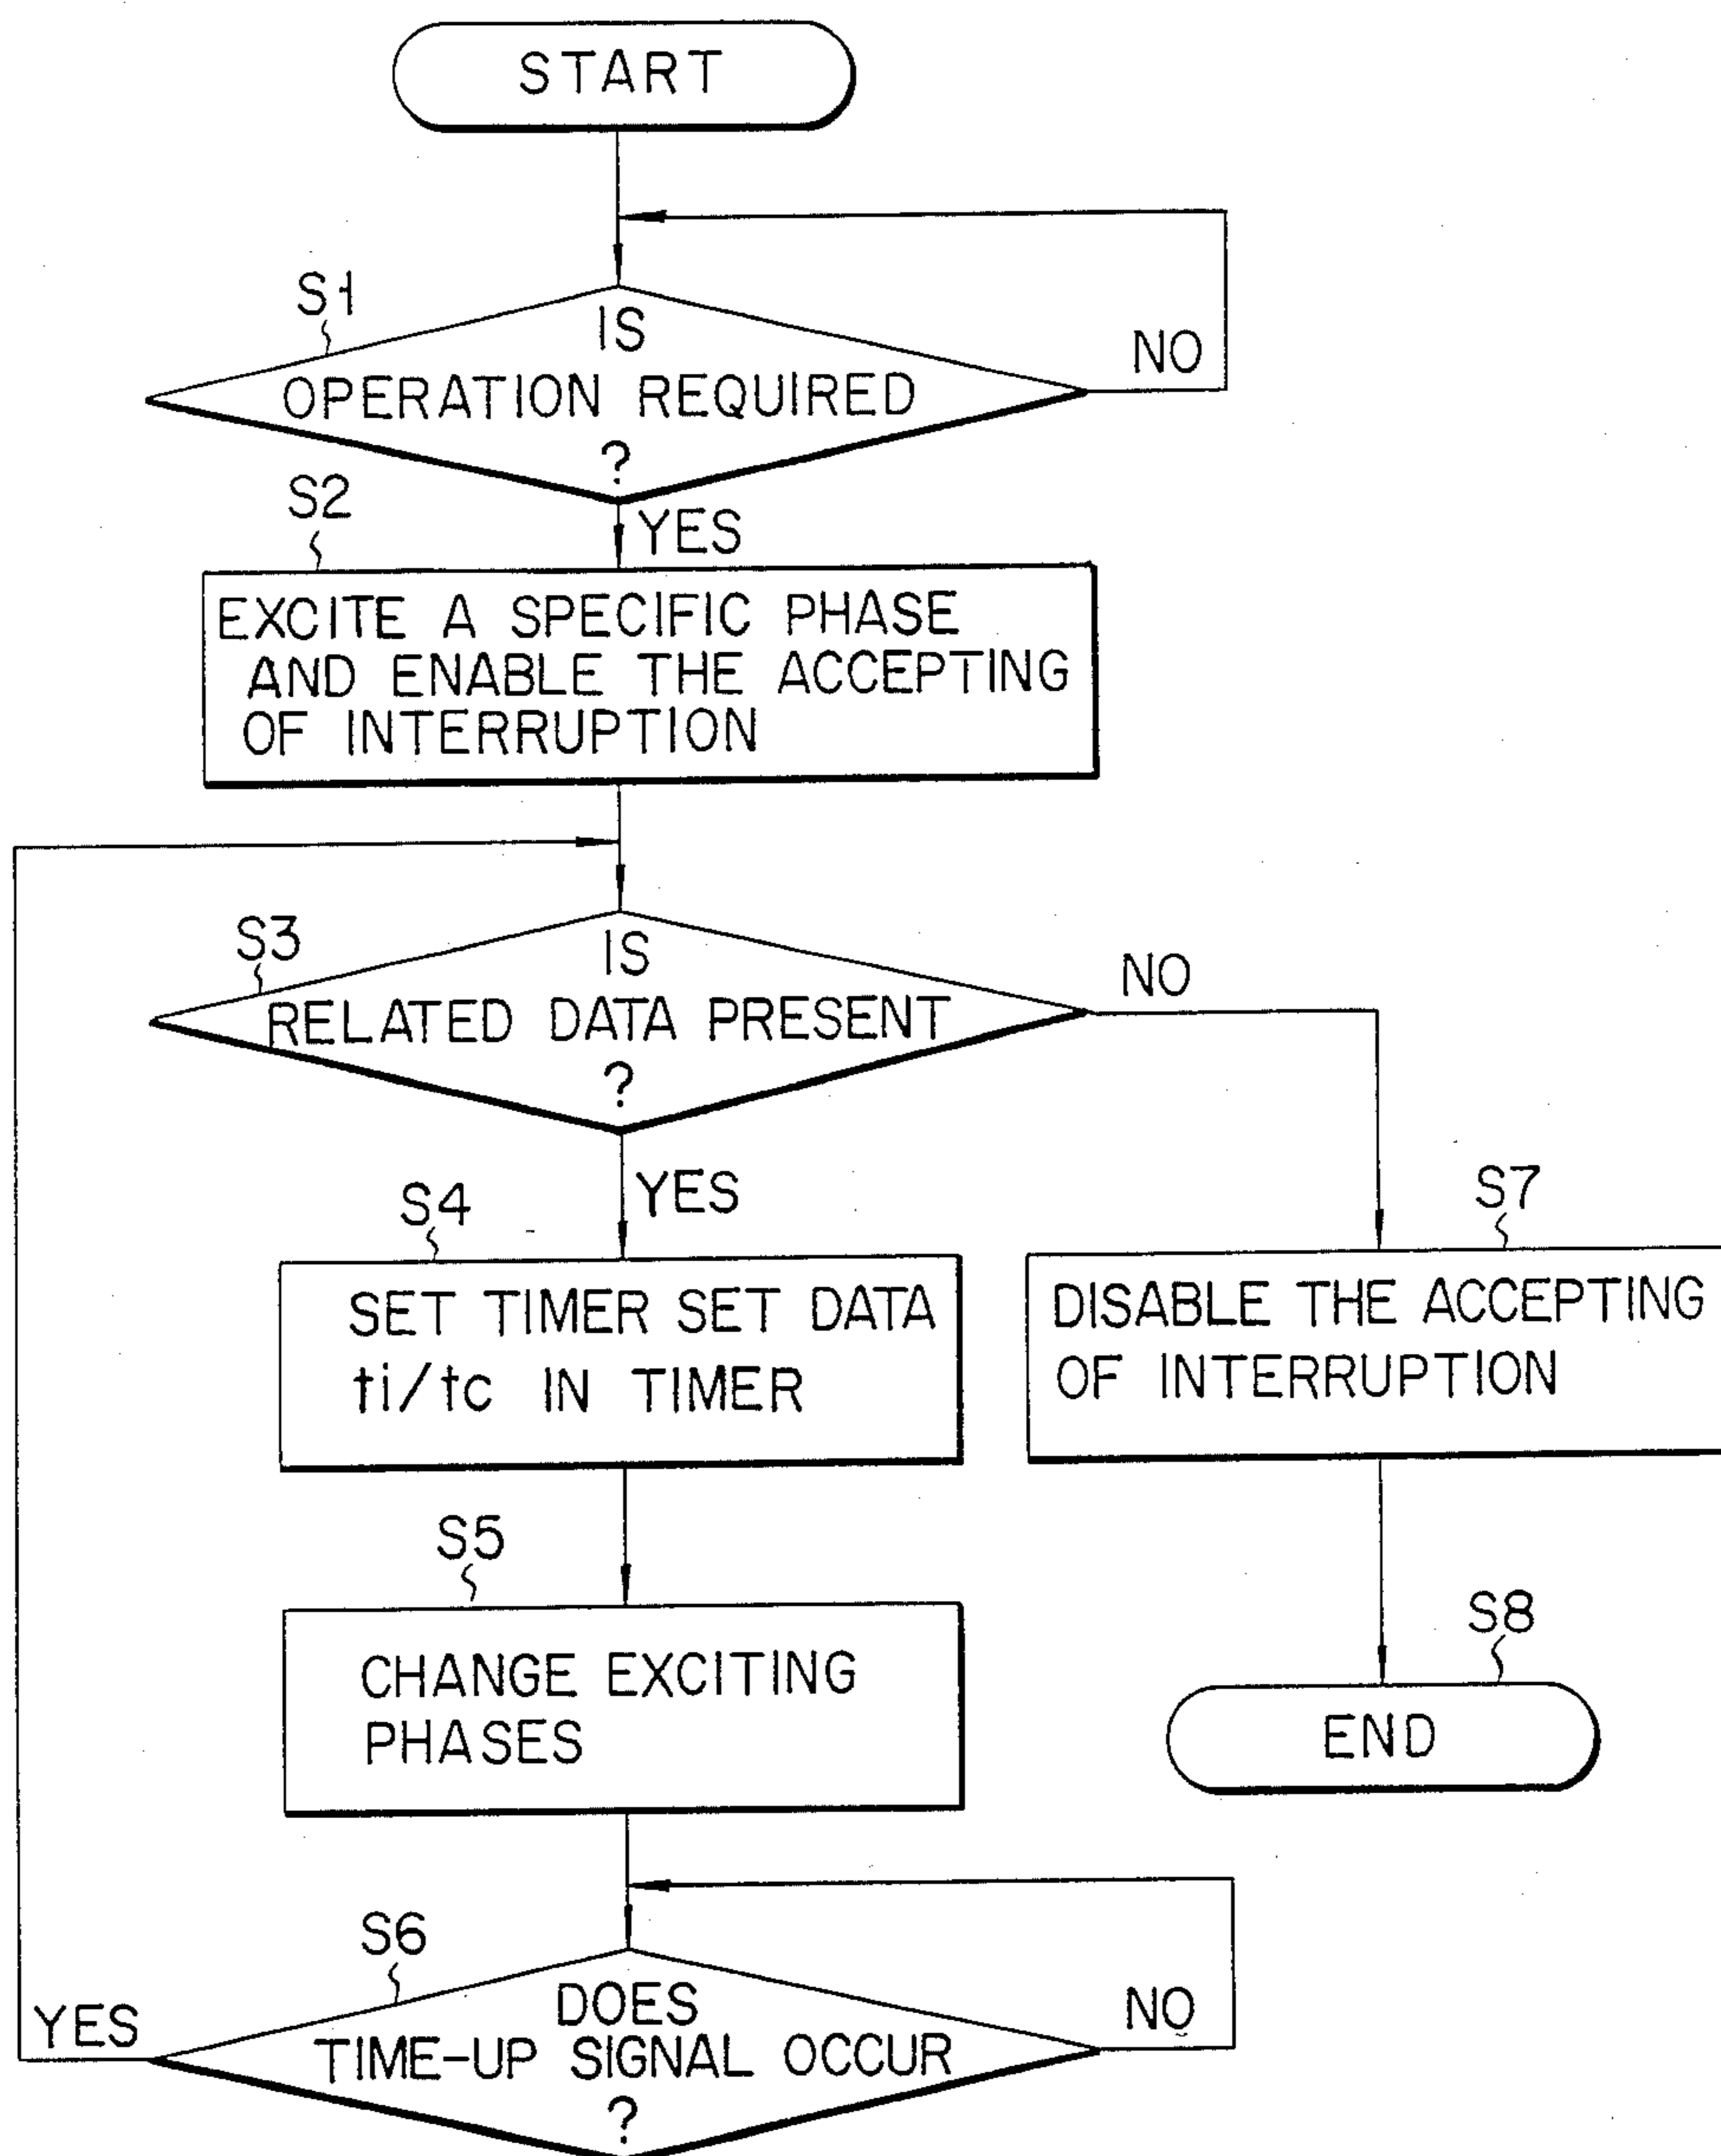 START
S1
IS
OPERATION REQUIRED
?
NO
YES
S2
EXCITE A SPECIFIC PHASE
AND ENABLE THE ACCEPTING
OF INTERRUPTION
S3
IS
RELATED DATA PRESENT
?
NO
YES
S4
SET TIMER SET DATA
ti/tc IN TIMER
S7
DISABLE THE ACCEPTING
OF INTERRUPTION
S5
CHANGE EXCITING
PHASES
S8
END
S6
DOES
TIME-UP SIGNAL OCCUR
?
NO
YES